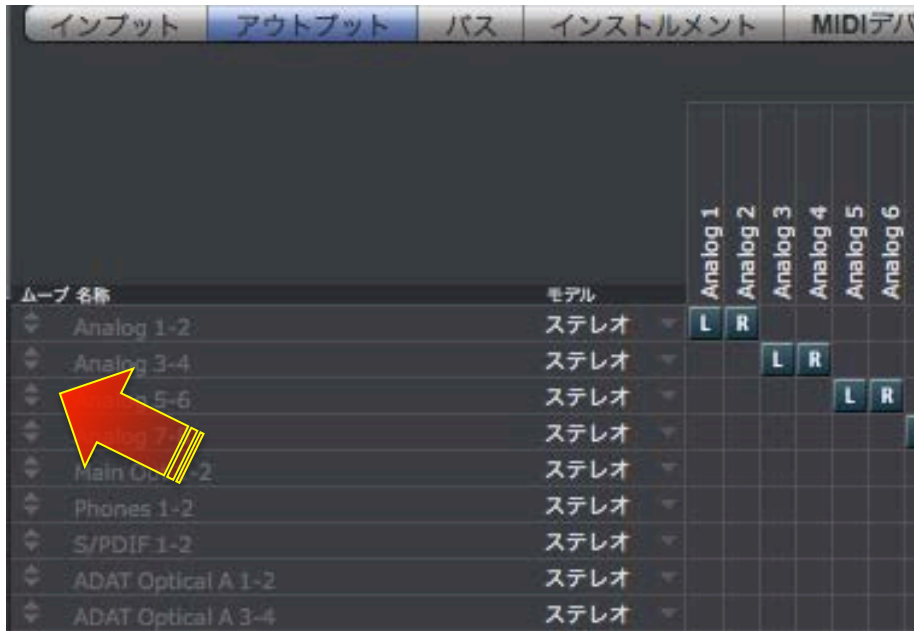 インプット アウトプット バス インストルメント MIDIデバ
Analog 1
Analog 2
Analog 3
Analog 4
Analog 5
Analog 6
ムーブ 名称 モデル
Analog 1-2 ステレオ L R
Analog 3-4 ステレオ L R
5-6 ステレオ L R
ステレオ
Main -2 ステレオ
Phones 1-2 ステレオ
S/PDIF 1-2 ステレオ
ADAT Optical A 1-2 ステレオ
ADAT Optical A 3-4 ステレオ